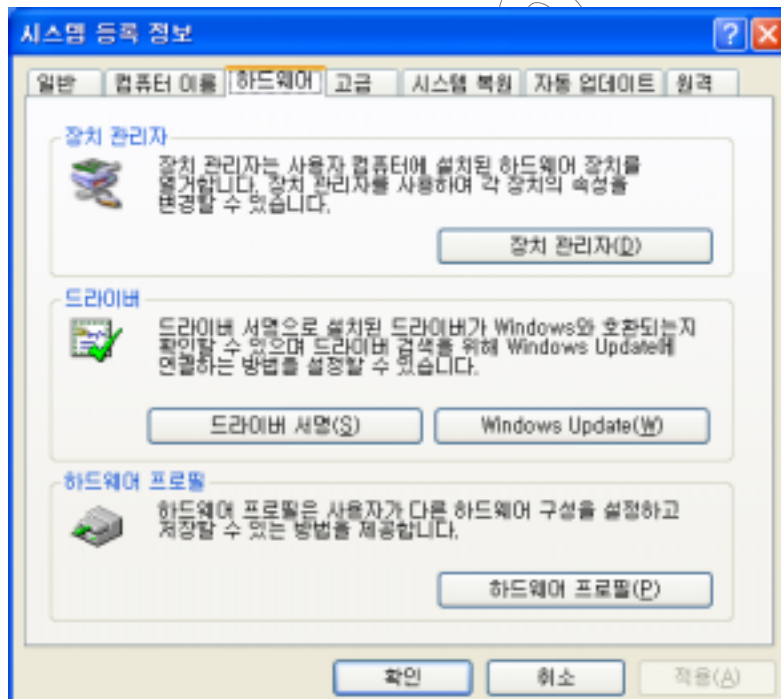 시스템 등록 정보
일반 컴퓨터 이름 하드웨어 고급 시스템 복원 자동 업데이트 원격
장치 관리자
장치 관리자는 사용자 컴퓨터에 설치된 하드웨어 장치를
열거합니다. 장치 관리자를 사용하여 각 장치의 속성을
변경할 수 있습니다.
장치 관리자(D)
드라이버
드라이버 서명으로 설치된 드라이버가 Windows와 호환되는지
확인할 수 있으며 드라이버 검색을 위해 Windows Update에
연결하는 방법을 설정할 수 있습니다.
드라이버 서명(S) Windows Update(W)
하드웨어 프로필
하드웨어 프로필은 사용자가 다른 하드웨어 구성을 설정하고
저장할 수 있는 방법을 제공합니다.
하드웨어 프로필(P)
확인 취소 적용(A)